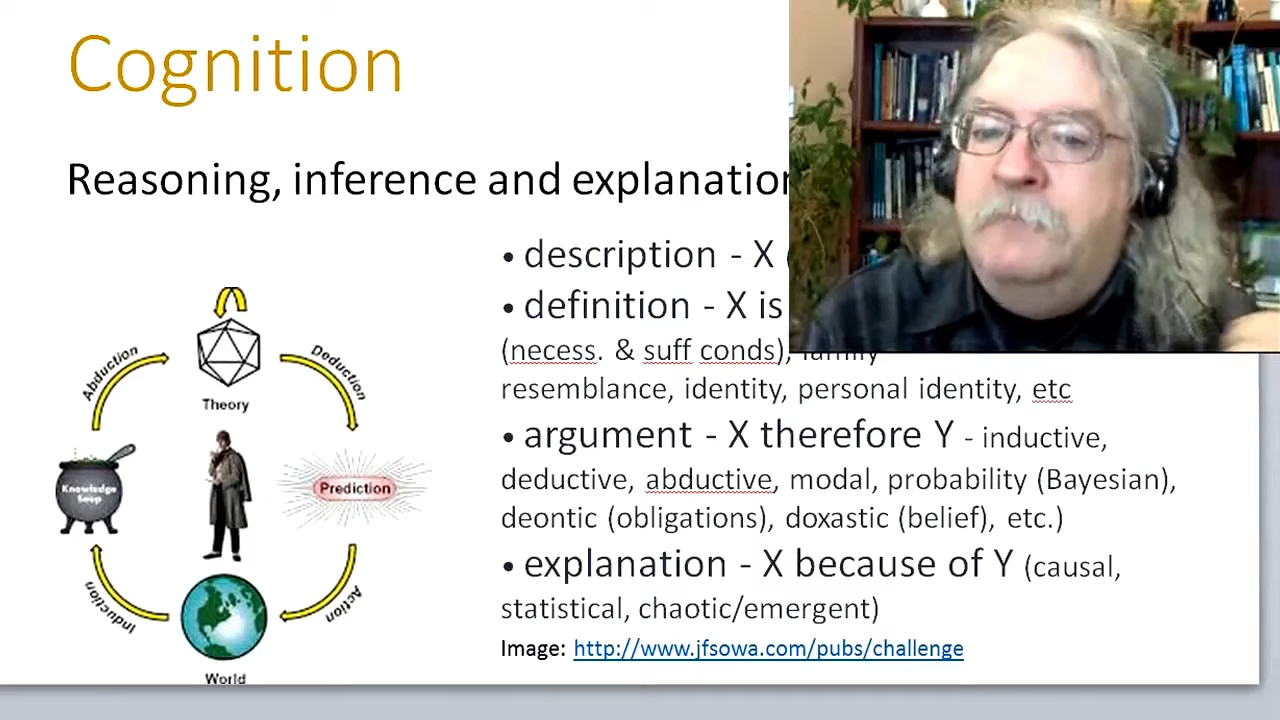 Cognition
Reasoning, inference and explanation
• description - X
• definition - X is
(necess. & suff conds), family
resemblance, identity, personal identity, etc
• argument - X therefore Y - inductive,
deductive, abductive, modal, probability (Bayesian),
deontic (obligations), doxastic (belief), etc.)
• explanation - X because of Y (causal,
statistical, chaotic/emergent)
Image: http://www.jfsowa.com/pubs/challenge
Abduction
Deduction
Theory
Knowledge
Soup
Prediction
Induction
Action
World